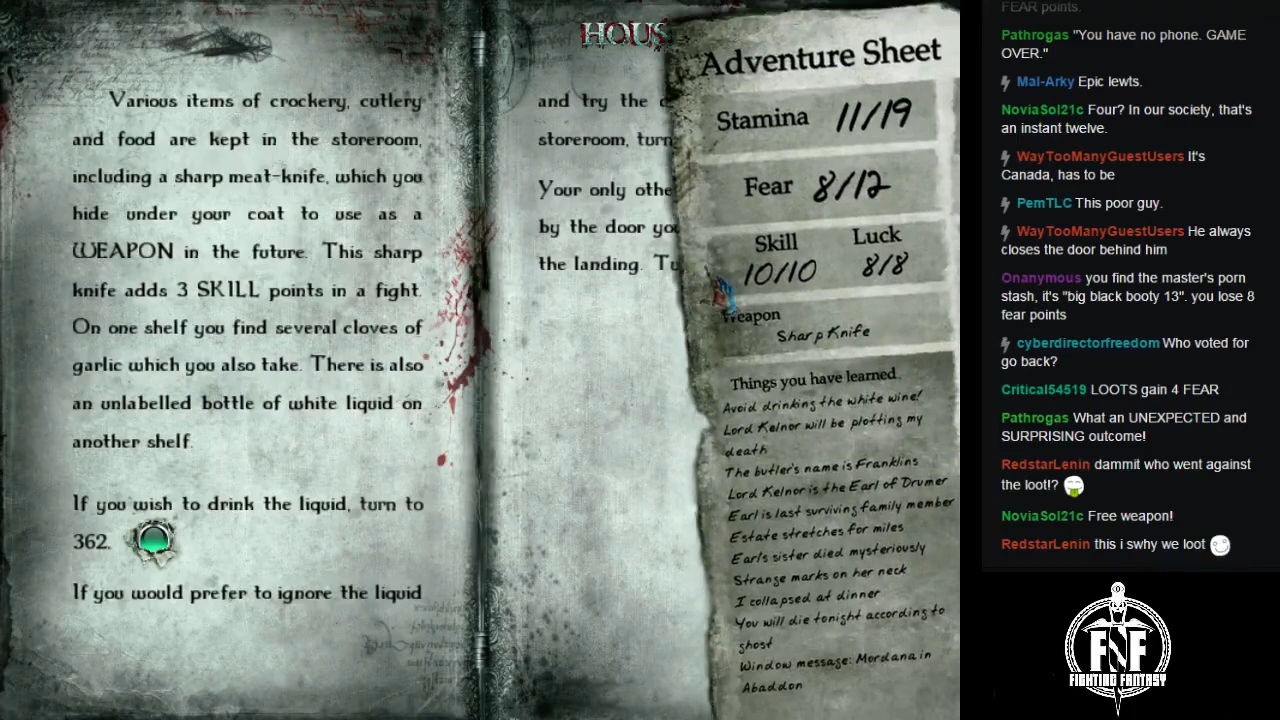 Various items of crockery, cutlery
and food are kept in the storeroom,
including a sharp meat-knife, which you
hide under your coat to use as a
WEAPON in the future. This sharp
knife adds 3 SKILL points in a fight.
On one shelf you find several cloves of
garlic which you also take. There is also
an unlabelled bottle of white liquid on
another shelf.
If you wish to drink the liquid, turn to
362.
If you would prefer to ignore the liquid
HOUS
and try the
storeroom, turn
Your only othe
by the door yo
the landing. Tu
Adventure Sheet
Stamina 11/19
Fear 8/12
Skill Luck
10/10 8/8
Weapon
Sharp Knife
Things you have learned
Avoid drinking the white wine!
Lord Kelnor will be plotting my
death
The butler's name is Franklins
Lord Kelnor is the Earl of Drumer
Earl is last surviving family member
Estate stretches for miles
Earls sister died mysteriously
Strange marks on her neck
I collapsed at dinner
You will die tonight according to
ghost
Window message: Mordana in
Abaddon
FEAR points.
Pathrogas "You have no phone. GAME
OVER."
Mal-Arky Epic lewts.
NoviaSol21c Four? In our society, that's
an instant twelve.
WayTooManyGuestUsers It's
Canada, has to be
PemTLC This poor guy.
WayTooManyGuestUsers He always
closes the door behind him
Onanymous you find the master's porn
stash, it's "big black booty 13". you lose 8
fear points
cyberdirectorfreedom Who voted for
go back?
Critical54519 LOOTS gain 4 FEAR
Pathrogas What an UNEXPECTED and
SURPRISING outcome!
RedstarLenin dammit who went against
the loot!?
NoviaSol21c Free weapon!
RedstarLenin this i swhy we loot
FNF
FIGHTING FANTASY